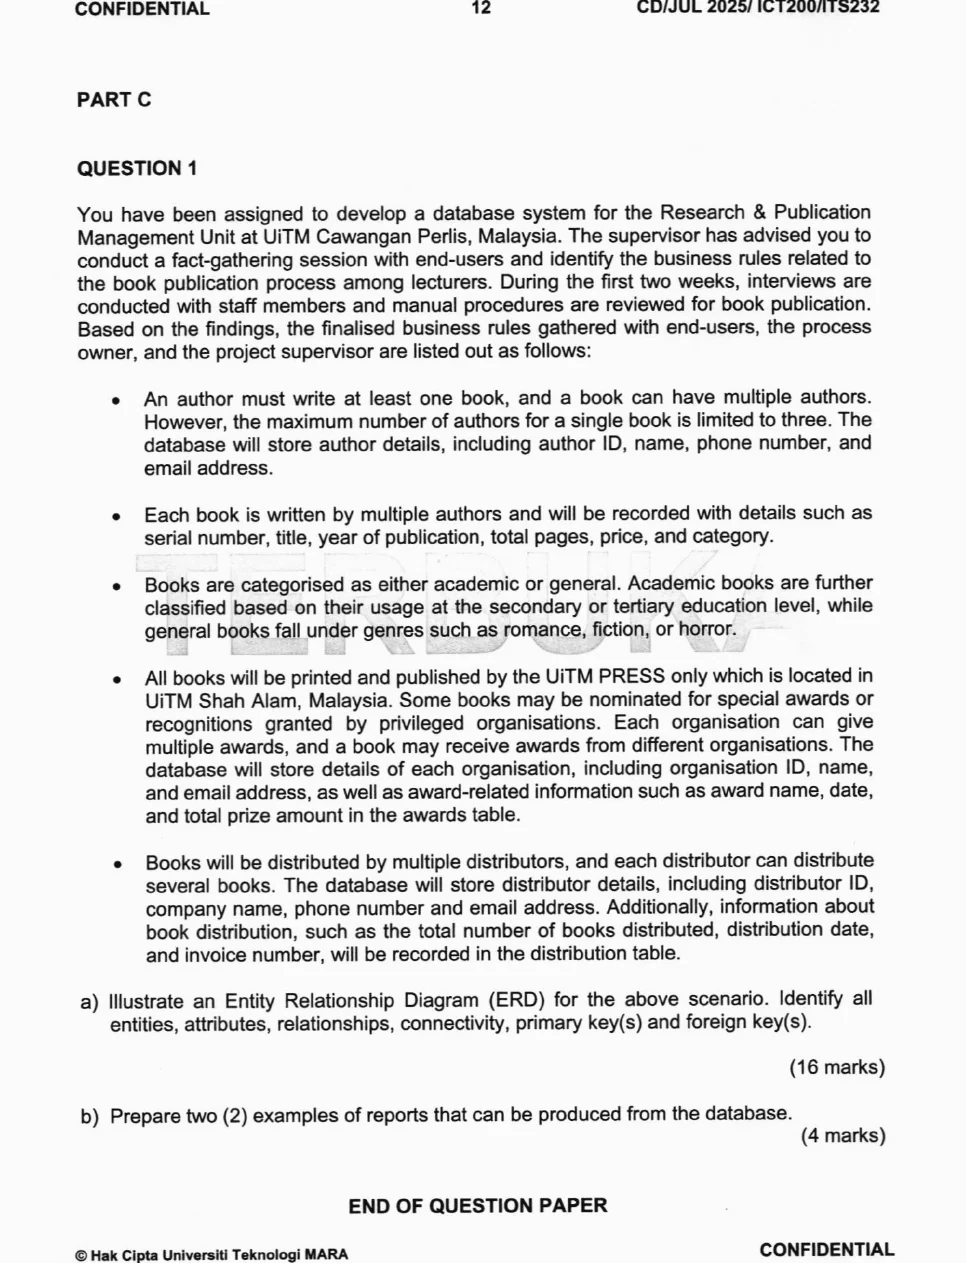 CONFIDENTIAL 12 CD/JUL 2025/ ICT200/ITS232
PART C
QUESTION 1
You have been assigned to develop a database system for the Research & Publication
Management Unit at UiTM Cawangan Perlis, Malaysia. The supervisor has advised you to
conduct a fact-gathering session with end-users and identify the business rules related to
the book publication process among lecturers. During the first two weeks, interviews are
conducted with staff members and manual procedures are reviewed for book publication.
Based on the findings, the finalised business rules gathered with end-users, the process
owner, and the project supervisor are listed out as follows:
• An author must write at least one book, and a book can have multiple authors.
However, the maximum number of authors for a single book is limited to three. The
database will store author details, including author ID, name, phone number, and
email address.
• Each book is written by multiple authors and will be recorded with details such as
serial number, title, year of publication, total pages, price, and category.
TERBUKA
• Books are categorised as either academic or general. Academic books are further
classified based on their usage at the secondary or tertiary education level, while
general books fall under genres such as romance, fiction, or horror.
• All books will be printed and published by the UiTM PRESS only which is located in
UiTM Shah Alam, Malaysia. Some books may be nominated for special awards or
recognitions granted by privileged organisations. Each organisation can give
multiple awards, and a book may receive awards from different organisations. The
database will store details of each organisation, including organisation ID, name,
and email address, as well as award-related information such as award name, date,
and total prize amount in the awards table.
• Books will be distributed by multiple distributors, and each distributor can distribute
several books. The database will store distributor details, including distributor ID,
company name, phone number and email address. Additionally, information about
book distribution, such as the total number of books distributed, distribution date,
and invoice number, will be recorded in the distribution table.
a) Illustrate an Entity Relationship Diagram (ERD) for the above scenario. Identify all
entities, attributes, relationships, connectivity, primary key(s) and foreign key(s).
(16 marks)
b) Prepare two (2) examples of reports that can be produced from the database.
(4 marks)
END OF QUESTION PAPER
© Hak Cipta Universiti Teknologi MARA CONFIDENTIAL